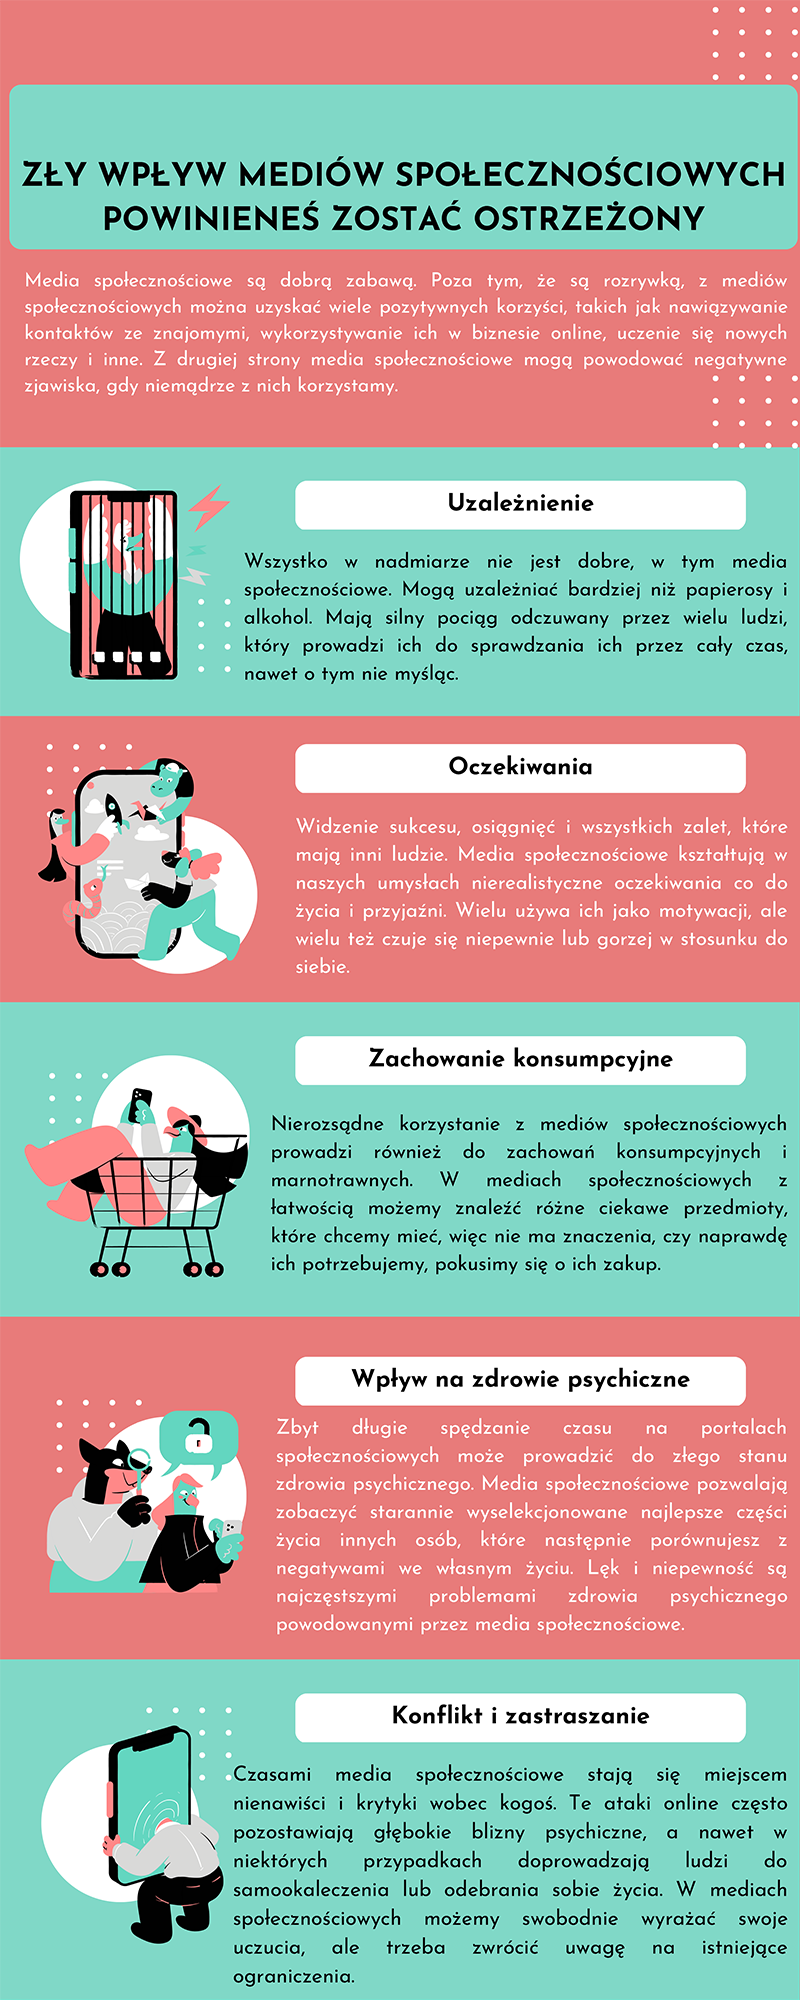 ZŁY WPŁYW MEDIÓW SPOŁECZNOŚCIOWYCH
POWINIENEŚ ZOSTAĆ OSTRZEŻONY
Media społecznościowe są dobrą zabawą. Poza tym, że są rozrywką, z mediów
społecznościowych można uzyskać wiele pozytywnych korzyści, takich jak nawiązywanie
kontaktów ze znajomymi, wykorzystywanie ich w biznesie online, uczenie się nowych
rzeczy i inne. Z drugiej strony media społecznościowe mogą powodować negatywne
zjawiska, gdy niemądrze z nich korzystamy.
Uzależnienie
Wszystko w nadmiarze nie jest dobre, w tym media
społecznościowe. Mogą uzależniać bardziej niż papierosy i
alkohol. Mają silny pociąg odczuwany przez wielu ludzi,
który prowadzi ich do sprawdzania ich przez cały czas,
nawet o tym nie myśląc.
Oczekiwania
Widzenie sukcesu, osiągnięć i wszystkich zalet, które
mają inni ludzie. Media społecznościowe kształtują w
naszych umysłach nierealistyczne oczekiwania co do
życia i przyjaźni. Wielu używa ich jako motywacji, ale
wielu też czuje się niepewnie lub gorzej w stosunku do
siebie.
Zachowanie konsumpcyjne
Nierozsądne korzystanie z mediów społecznościowych
prowadzi również do zachowań konsumpcyjnych i
marnotrawnych. W mediach społecznościowych z
łatwością możemy znaleźć różne ciekawe przedmioty,
które chcemy mieć, więc nie ma znaczenia, czy naprawdę
ich potrzebujemy, pokusimy się o ich zakup.
Wpływ na zdrowie psychiczne
Zbyt długie spędzanie czasu na portalach
społecznościowych może prowadzić do złego stanu
zdrowia psychicznego. Media społecznościowe pozwalają
zobaczyć starannie wyselekcjonowane najlepsze części
życia innych osób, które następnie porównujesz z
negatywami we własnym życiu. Lęk i niepewność są
najczęstszymi problemami zdrowia psychicznego
powodowanymi przez media społecznościowe.
Konflikt i zastraszanie
Czasami media społecznościowe stają się miejscem
nienawiści i krytyki wobec kogoś. Te ataki online często
pozostawiają głębokie blizny psychiczne, a nawet w
niektórych przypadkach doprowadzają ludzi do
samookaleczenia lub odebrania sobie życia. W mediach
społecznościowych możemy swobodnie wyrażać swoje
uczucia, ale trzeba zwrócić uwagę na istniejące
ograniczenia.